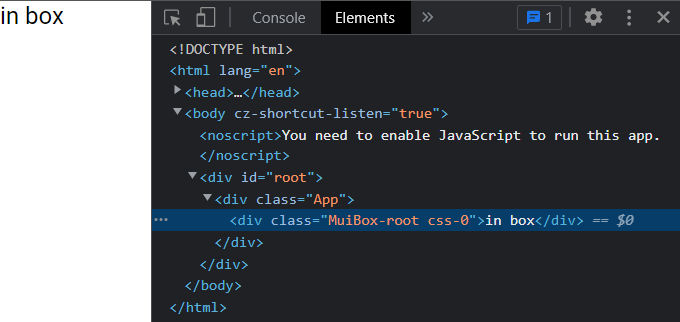 in box
Console Elements 1
<!DOCTYPE html>
<html lang="en">
<head>…</head>
<body cz-shortcut-listen="true">
<noscript>You need to enable JavaScript to run this app.
</noscript>
<div id="root">
<div class="App">
<div class="MuiBox-root css-0">in box</div> == $0
</div>
</div>
</body>
</html>